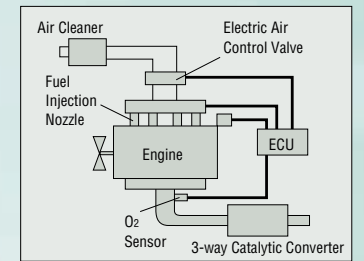 Air Cleaner
Electric Air
Control Valve
Fuel
Injection
Nozzle
Engine
ECU
O2
Sensor
3-way Catalytic Converter